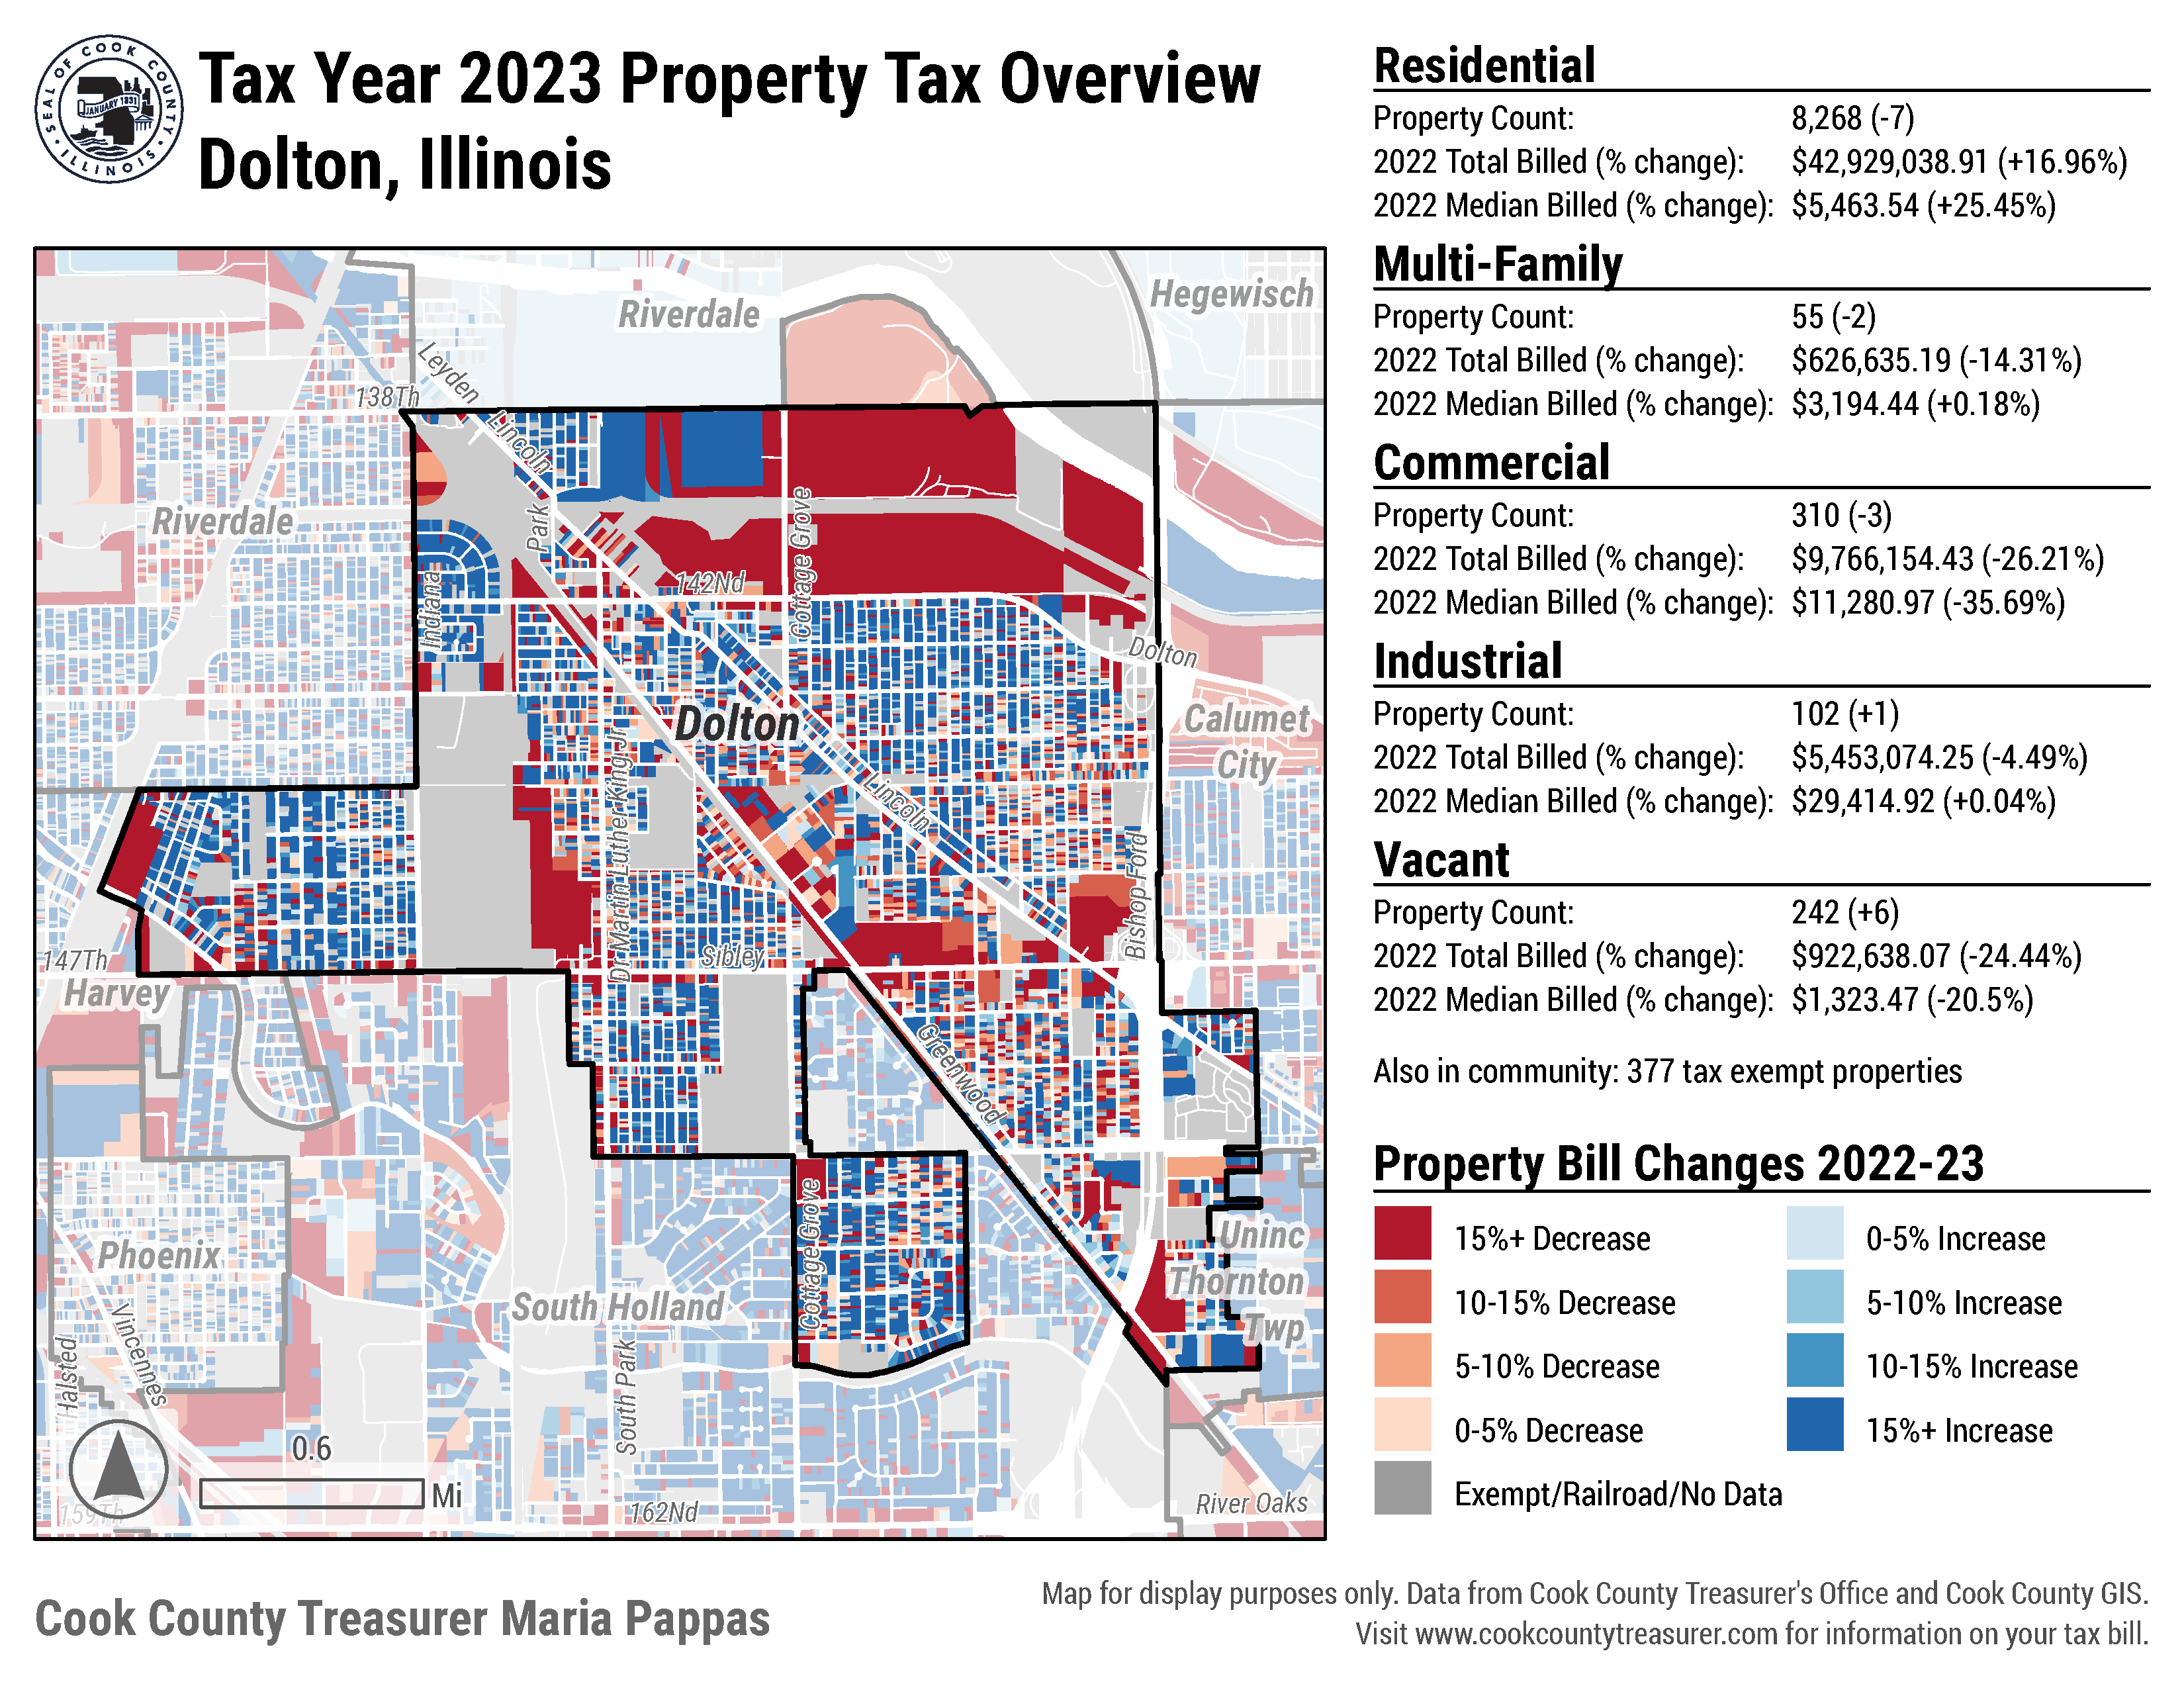 SEAL OF COOK COUNTY
JANUARY 1831
ILLINOIS
Tax Year 2023 Property Tax Overview
Dolton, Illinois
Residential
Property Count: 8,268 (-7)
2022 Total Billed (% change): $42,929,038.91 (+16.96%)
2022 Median Billed (% change): $5,463.54 (+25.45%)
Multi-Family
Property Count: 55 (-2)
2022 Total Billed (% change): $626,635.19 (-14.31%)
2022 Median Billed (% change): $3,194.44 (+0.18%)
Commercial
Property Count: 310 (-3)
2022 Total Billed (% change): $9,766,154.43 (-26.21%)
2022 Median Billed (% change): $11,280.97 (-35.69%)
Industrial
Property Count: 102 (+1)
2022 Total Billed (% change): $5,453,074.25 (-4.49%)
2022 Median Billed (% change): $29,414.92 (+0.04%)
Vacant
Property Count: 242 (+6)
2022 Total Billed (% change): $922,638.07 (-24.44%)
2022 Median Billed (% change): $1,323.47 (-20.5%)
Also in community: 377 tax exempt properties
Property Bill Changes 2022-23
15%+ Decrease
10-15% Decrease
5-10% Decrease
0-5% Decrease
Exempt/Railroad/No Data
0-5% Increase
5-10% Increase
10-15% Increase
15%+ Increase
Hegewisch
Riverdale
Leyden
138Th
Lincoln
Riverdale
Park
Cottage Grove
142Nd
Indiana
Dolton
Dolton
Calumet
City
Dr Martin Luther King Jr
Lincoln
Bishop Ford
147Th
Sibley
Harvey
Greenwood
Cottage Grove
Uninc
Thornton
Twp
Phoenix
South Holland
Vincennes
Halsted
South Park
0.6
Mi
159Th
162Nd
River Oaks
Cook County Treasurer Maria Pappas
Map for display purposes only. Data from Cook County Treasurer's Office and Cook County GIS.
Visit www.cookcountytreasurer.com for information on your tax bill.